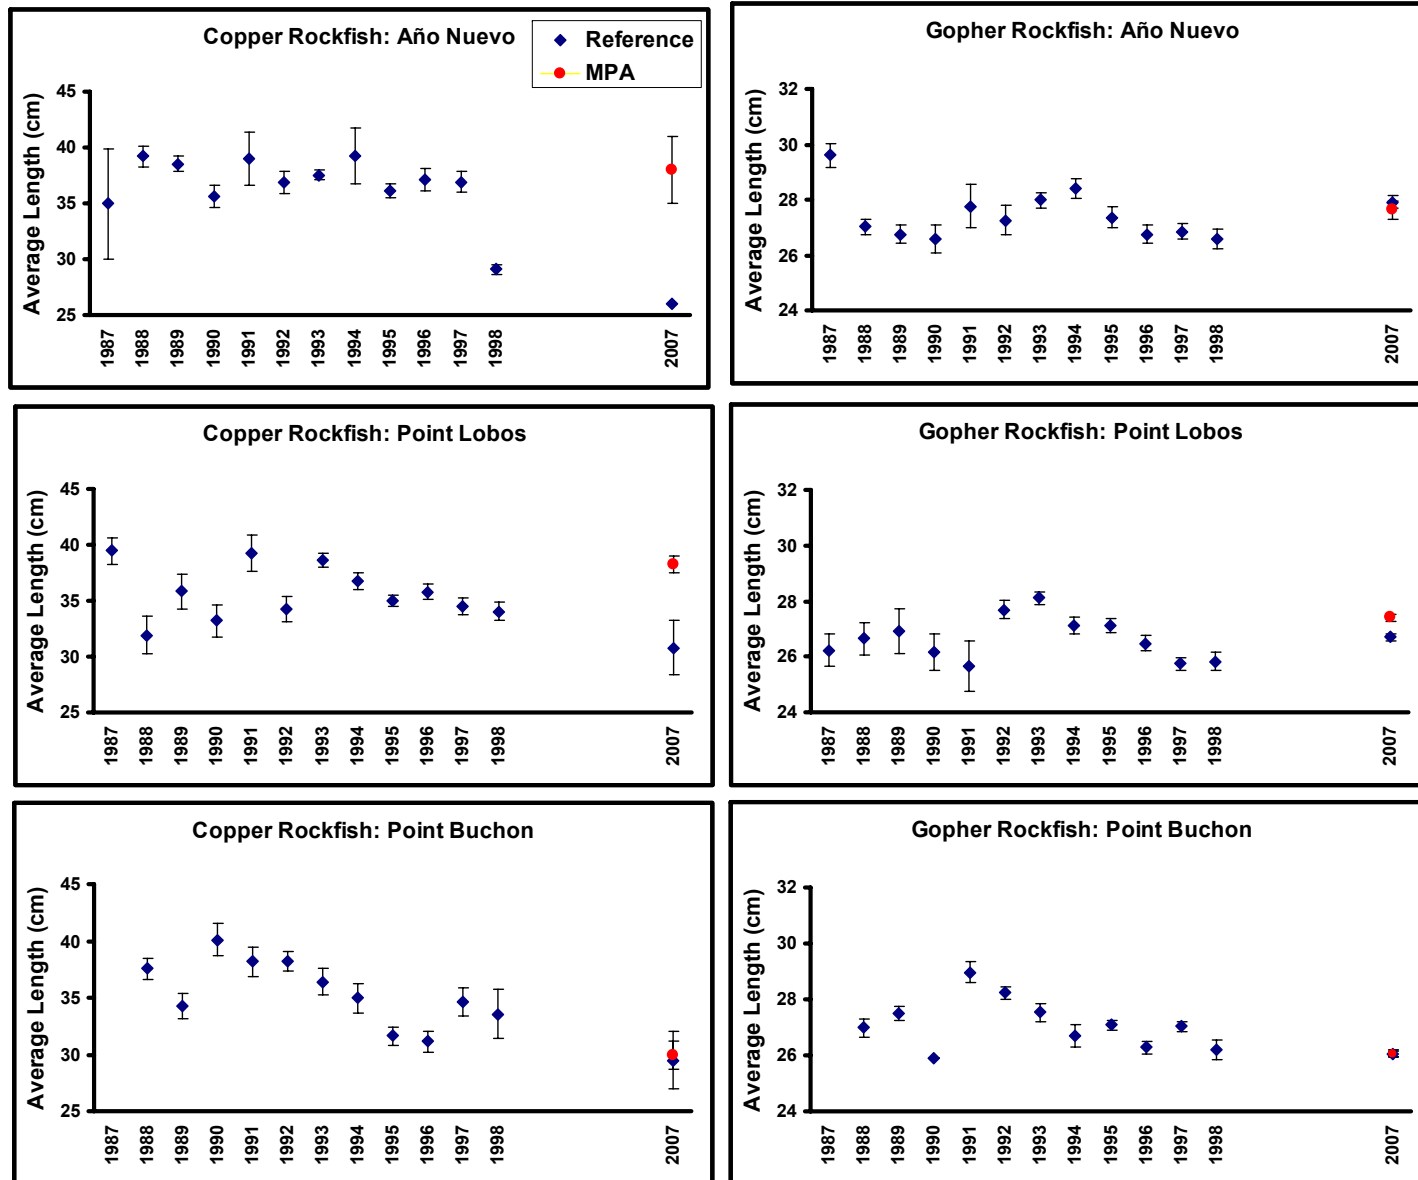 Copper Rockfish: Año Nuevo
Reference
MPA
Average Length (cm)
45
40
35
30
25
1987 1988 1989 1990 1991 1992 1993 1994 1995 1996 1997 1998 2007
Gopher Rockfish: Año Nuevo
Average Length (cm)
32
30
28
26
24
1987 1988 1989 1990 1991 1992 1993 1994 1995 1996 1997 1998 2007
Copper Rockfish: Point Lobos
Average Length (cm)
45
40
35
30
25
1987 1988 1989 1990 1991 1992 1993 1994 1995 1996 1997 1998 2007
Gopher Rockfish: Point Lobos
Average Length (cm)
32
30
28
26
24
1987 1988 1989 1990 1991 1992 1993 1994 1995 1996 1997 1998 2007
Copper Rockfish: Point Buchon
Average Length (cm)
45
40
35
30
25
1987 1988 1989 1990 1991 1992 1993 1994 1995 1996 1997 1998 2007
Gopher Rockfish: Point Buchon
Average Length (cm)
32
30
28
26
24
1987 1988 1989 1990 1991 1992 1993 1994 1995 1996 1997 1998 2007